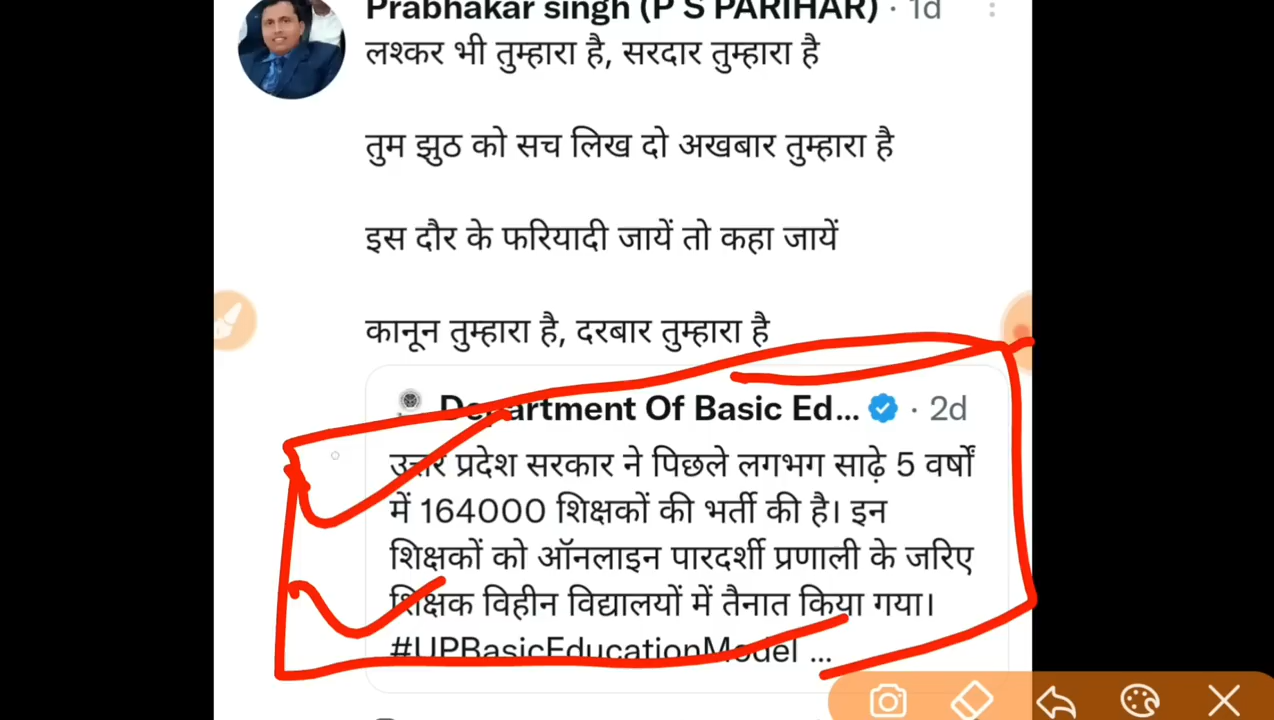 Prabhakar singh (P S PARIHAR) · 1d
लश्कर भी तुम्हारा है, सरदार तुम्हारा है
तुम झुठ को सच लिख दो अखबार तुम्हारा है
इस दौर के फरियादी जायें तो कहा जायें
कानून तुम्हारा है, दरबार तुम्हारा है
Department Of Basic Ed... · 2d
उत्तर प्रदेश सरकार ने पिछले लगभग साढ़े 5 वर्षों
में 164000 शिक्षकों की भर्ती की है। इन
शिक्षकों को ऑनलाइन पारदर्शी प्रणाली के जरिए
शिक्षक विहीन विद्यालयों में तैनात किया गया।
#UPBasicEducationModel ...